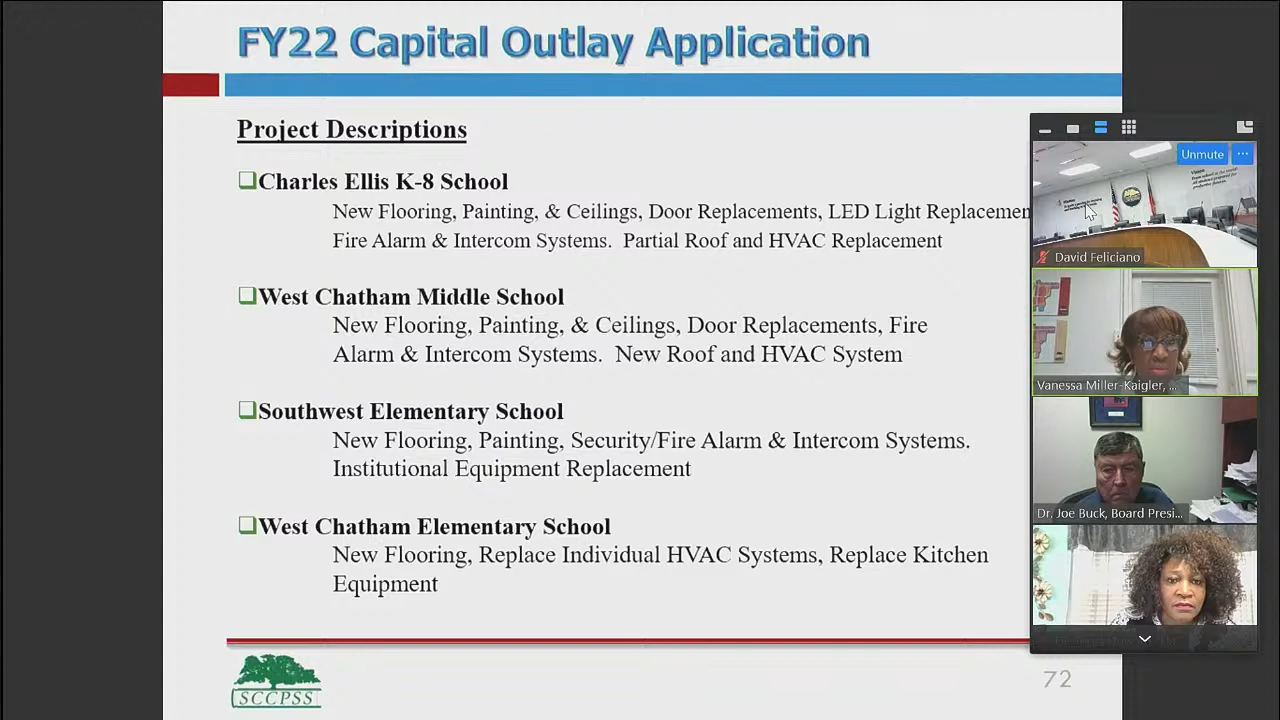 FY22 Capital Outlay Application
Project Descriptions
Charles Ellis K-8 School
New Flooring, Painting, & Ceilings, Door Replacements, LED Light Replacemen
Fire Alarm & Intercom Systems. Partial Roof and HVAC Replacement
West Chatham Middle School
New Flooring, Painting, & Ceilings, Door Replacements, Fire
Alarm & Intercom Systems. New Roof and HVAC System
Southwest Elementary School
New Flooring, Painting, Security/Fire Alarm & Intercom Systems.
Institutional Equipment Replacement
West Chatham Elementary School
New Flooring, Replace Individual HVAC Systems, Replace Kitchen
Equipment
SCCPSS
72
Unmute
...
Vision
David Feliciano
Vanessa Miller-Kaigler, ...
Dr. Joe Buck, Board Presi...